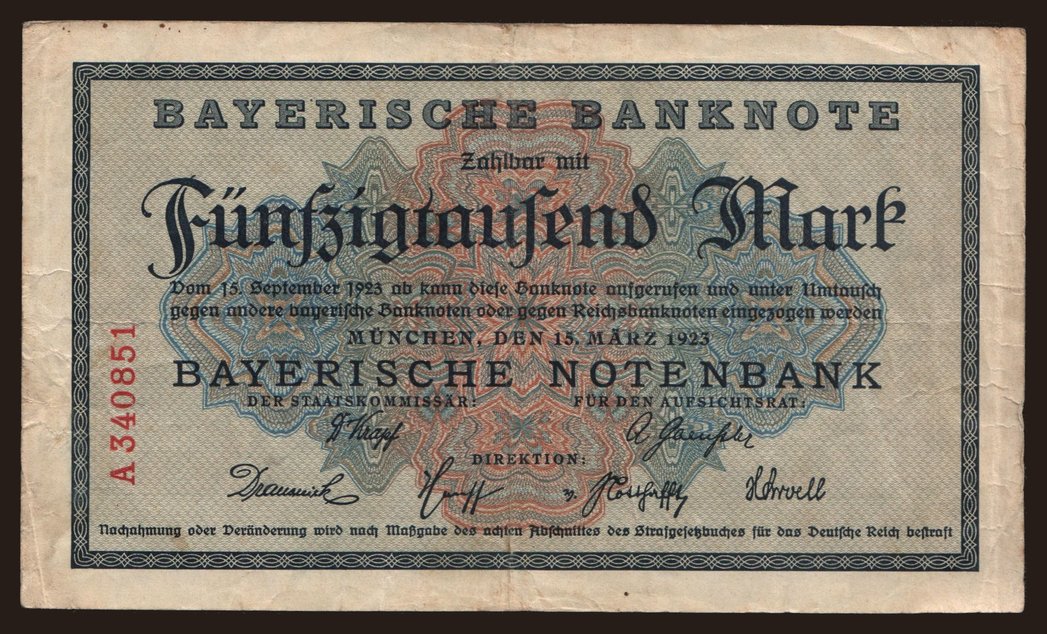 BAYERISCHE BANKNOTE
Zahlbar mit
Fünfzigtausend Mark
Vom 15. September 1923 ab kann diese Banknote aufgerufen und unter Umtausch
gegen andere bayerische Banknoten oder gegen Reichsbanknoten eingezogen werden
MÜNCHEN, DEN 15. MÄRZ 1923
BAYERISCHE NOTENBANK
DER STAATSKOMMISSÄR: FÜR DEN AUFSICHTSRAT:
DIREKTION:
Nachahmung oder Veränderung wird nach Maßgabe des achten Abschnittes des Strafgesetzbuches für das Deutsche Reich bestraft
A 340851